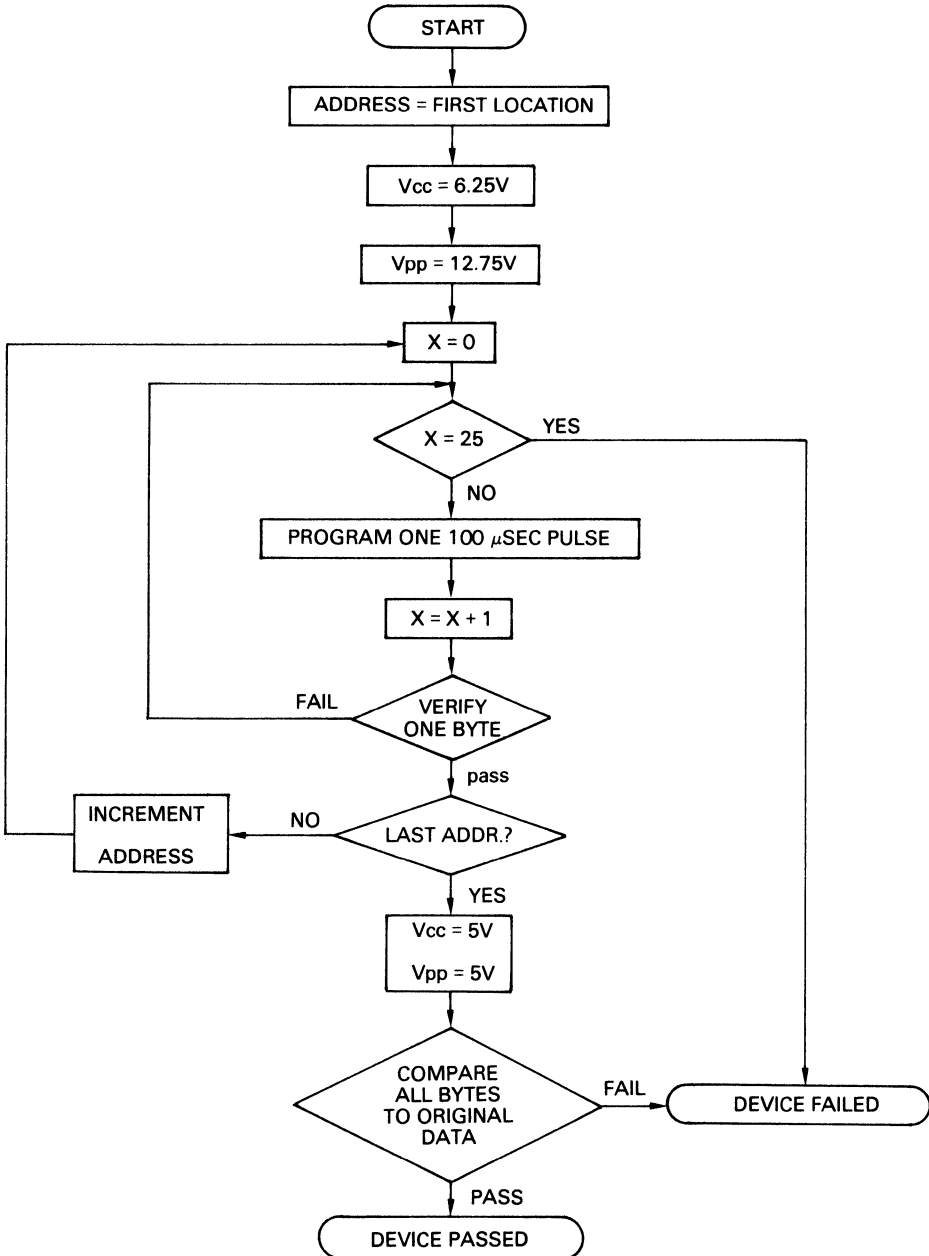 START
ADDRESS = FIRST LOCATION
Vcc = 6.25V
Vpp = 12.75V
X = 0
X = 25
YES
NO
PROGRAM ONE 100 μSEC PULSE
X = X + 1
FAIL
VERIFY
ONE BYTE
pass
INCREMENT
ADDRESS
NO
LAST ADDR.?
YES
Vcc = 5V
Vpp = 5V
COMPARE
ALL BYTES
TO ORIGINAL
DATA
FAIL
DEVICE FAILED
PASS
DEVICE PASSED